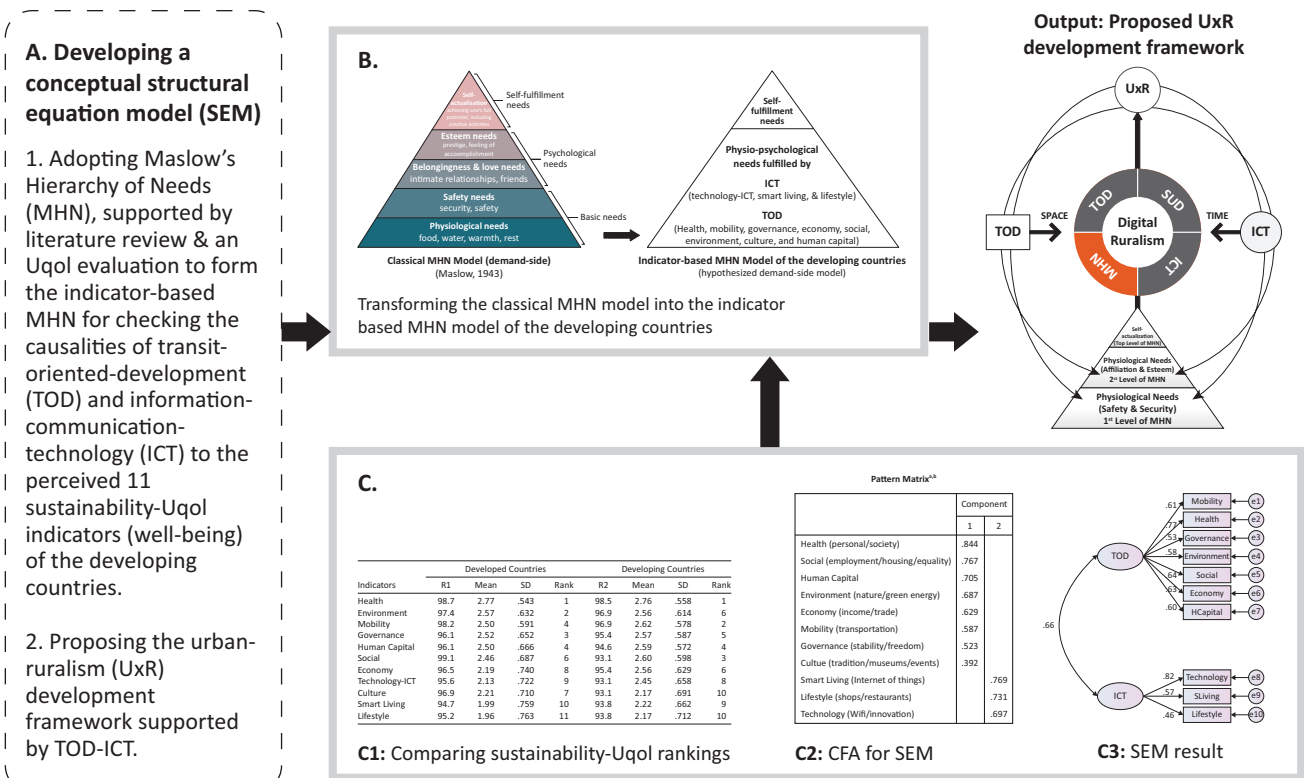 A. Developing a
conceptual structural
equation model (SEM)
1. Adopting Maslow’s
Hierarchy of Needs
(MHN), supported by
literature review & an
Uqol evaluation to form
the indicator-based
MHN for checking the
causalities of transit-
oriented-development
(TOD) and information-
communication-
technology (ICT) to the
perceived 11
sustainability-Uqol
indicators (well-being)
of the developing
countries.
2. Proposing the urban-
ruralism (UxR)
development
framework supported
by TOD-ICT.
B.
Self-
actualisation
achieving one's full
potential, including
creative activities
Esteem needs
prestige, feeling of
accoomplishment
Belongingness & love needs
intimate relationships, friends
Safety needs
security, safety
Physiological needs
food, water, warmth, rest
Self-fulfillment
needs
Psychological
needs
Basic needs
Classical MHN Model (demand-side)
(Maslow, 1943)
Self-
fulfillment
needs
Physio-psychological
needs fulfilled by
ICT
(technology-ICT, smart living, & lifestyle)
TOD
(Health, mobility, governance, economy, social,
environment, culture, and human capital)
Indicator-based MHN Model of the developing countries
(hypothesized demand-side model)
Transforming the classical MHN model into the indicator
based MHN model of the developing countries
Output: Proposed UxR
development framework
UxR
TOD
SPACE
TOD
SUD
MHN
ICT
Digital
Ruralism
TIME
ICT
Self-
actualization
(Top Level of MHN)
Physiological Needs
(Affiliation & Esteem)
2st Level of MHN
Physiological Needs
(Safety & Security)
1st Level of MHN
C.
Developed Countries Developing Countries
Indicators R1 Mean SD Rank R2 Mean SD Rank
Health 98.7 2.77 .543 1 98.5 2.76 .558 1
Environment 97.4 2.57 .632 2 96.9 2.56 .614 6
Mobility 98.2 2.50 .591 4 96.9 2.62 .578 2
Governance 96.1 2.52 .652 3 95.4 2.57 .587 5
Human Capital 96.1 2.50 .666 4 94.6 2.59 .572 4
Social 99.1 2.46 .687 6 93.1 2.60 .598 3
Economy 96.5 2.19 .740 8 95.4 2.56 .629 6
Technology-ICT 95.6 2.13 .722 9 93.1 2.45 .658 8
Culture 96.9 2.21 .710 7 93.1 2.17 .691 10
Smart Living 94.7 1.99 .759 10 93.8 2.22 .662 9
Lifestyle 95.2 1.96 .763 11 93.8 2.17 .712 10
C1: Comparing sustainability-Uqol rankings
Pattern Matrixa,b
Component
1 2
Health (personal/society) .844
Social (employment/housing/equality) .767
Human Capital .705
Environment (nature/green energy) .687
Economy (income/trade) .629
Mobility (transportation) .587
Governance (stability/freedom) .523
Cultue (tradition/museums/events) .392
Smart Living (Internet of things) .769
Lifestyle (shops/restaurants) .731
Technology (Wifi/innovation) .697
C2: CFA for SEM
TOD
.66
ICT
.61 Mobility e1
.77 Health e2
.53 Governance e3
.58 Environment e4
.64 Social e5
.63 Economy e6
.60 HCapital e7
.82 Technology e8
.57 SLiving e9
.46 Lifestyle e10
C3: SEM result